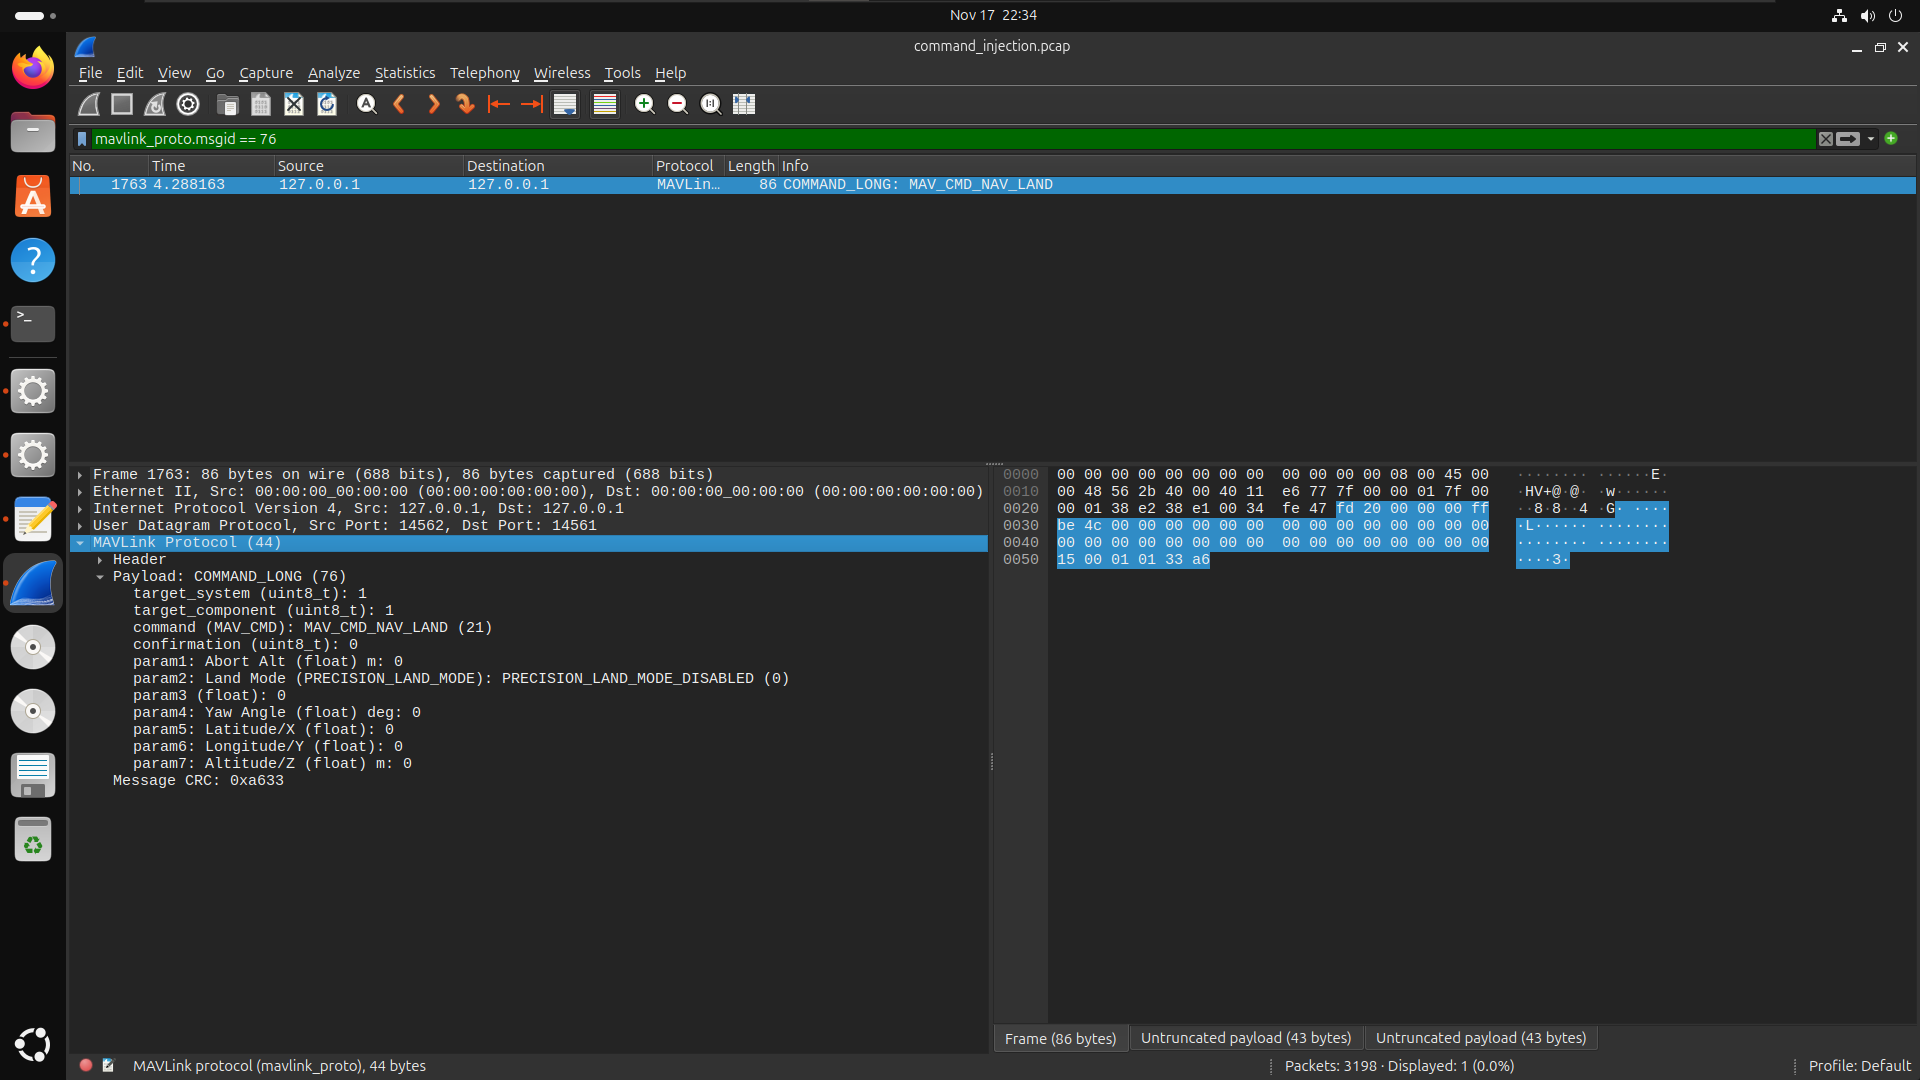 Nov 17 22:34
command_injection.pcap
File Edit View Go Capture Analyze Statistics Telephony Wireless Tools Help
mavlink_proto.msgid == 76
No. Time Source Destination Protocol Length Info
1763 4.288163 127.0.0.1 127.0.0.1 MAVLin… 86 COMMAND_LONG: MAV_CMD_NAV_LAND
Frame 1763: 86 bytes on wire (688 bits), 86 bytes captured (688 bits)
Ethernet II, Src: 00:00:00_00:00:00 (00:00:00:00:00:00), Dst: 00:00:00_00:00:00 (00:00:00:00:00:00)
Internet Protocol Version 4, Src: 127.0.0.1, Dst: 127.0.0.1
User Datagram Protocol, Src Port: 14562, Dst Port: 14561
MAVLink Protocol (44)
Header
Payload: COMMAND_LONG (76)
target_system (uint8_t): 1
target_component (uint8_t): 1
command (MAV_CMD): MAV_CMD_NAV_LAND (21)
confirmation (uint8_t): 0
param1: Abort Alt (float) m: 0
param2: Land Mode (PRECISION_LAND_MODE): PRECISION_LAND_MODE_DISABLED (0)
param3 (float): 0
param4: Yaw Angle (float) deg: 0
param5: Latitude/X (float): 0
param6: Longitude/Y (float): 0
param7: Altitude/Z (float) m: 0
Message CRC: 0xa633
0000 00 00 00 00 00 00 00 00 00 00 00 00 08 00 45 00 ········ ······E·
0010 00 48 56 2b 40 00 40 11 e6 77 7f 00 00 01 7f 00 ·HV+@·@· ·w······
0020 00 01 38 e2 38 e1 00 34 fe 47 fd 20 00 00 00 ff ··8·8··4 ·G· ····
0030 be 4c 00 00 00 00 00 00 00 00 00 00 00 00 00 00 ·L······ ········
0040 00 00 00 00 00 00 00 00 00 00 00 00 00 00 00 00 ········ ········
0050 15 00 01 01 33 a6 ····3·
Frame (86 bytes) Untruncated payload (43 bytes) Untruncated payload (43 bytes)
MAVLink protocol (mavlink_proto), 44 bytes Packets: 3198 · Displayed: 1 (0.0%) Profile: Default